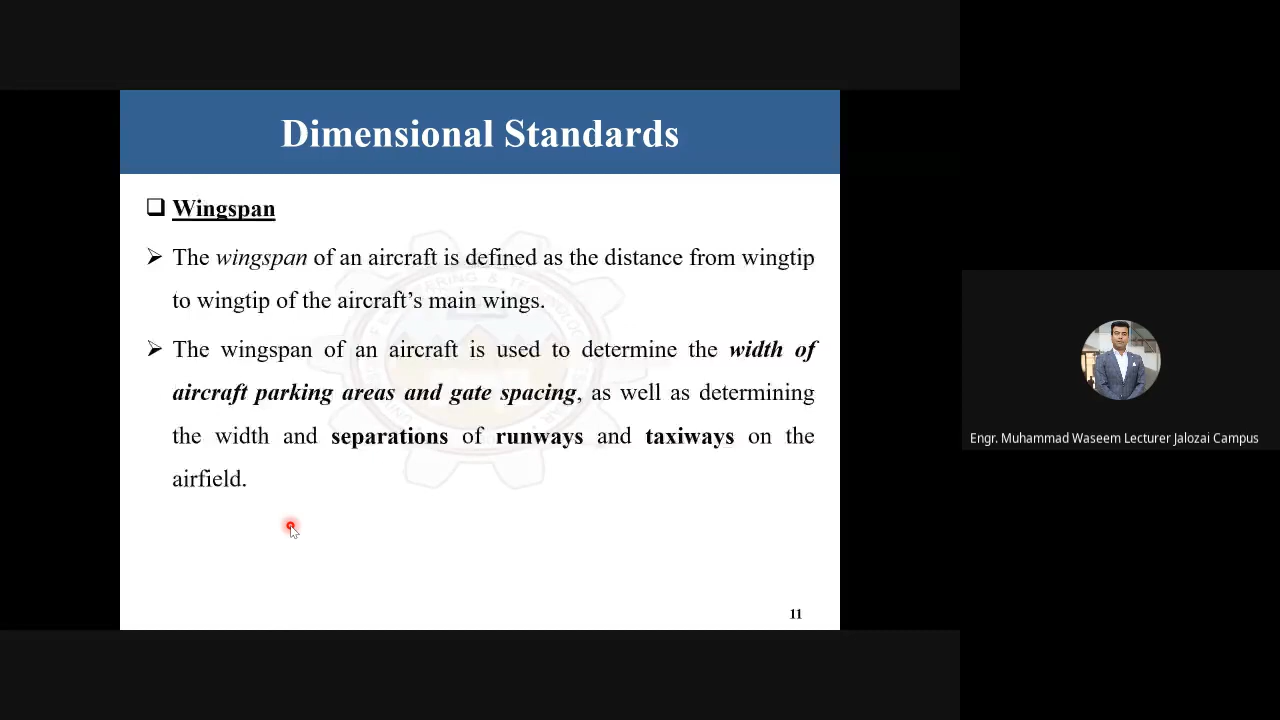 Dimensional Standards
❑ Wingspan
➢ The wingspan of an aircraft is defined as the distance from wingtip
to wingtip of the aircraft’s main wings.
➢ The wingspan of an aircraft is used to determine the width of
aircraft parking areas and gate spacing, as well as determining
the width and separations of runways and taxiways on the
airfield.
11
Engr. Muhammad Waseem Lecturer Jalozai Campus